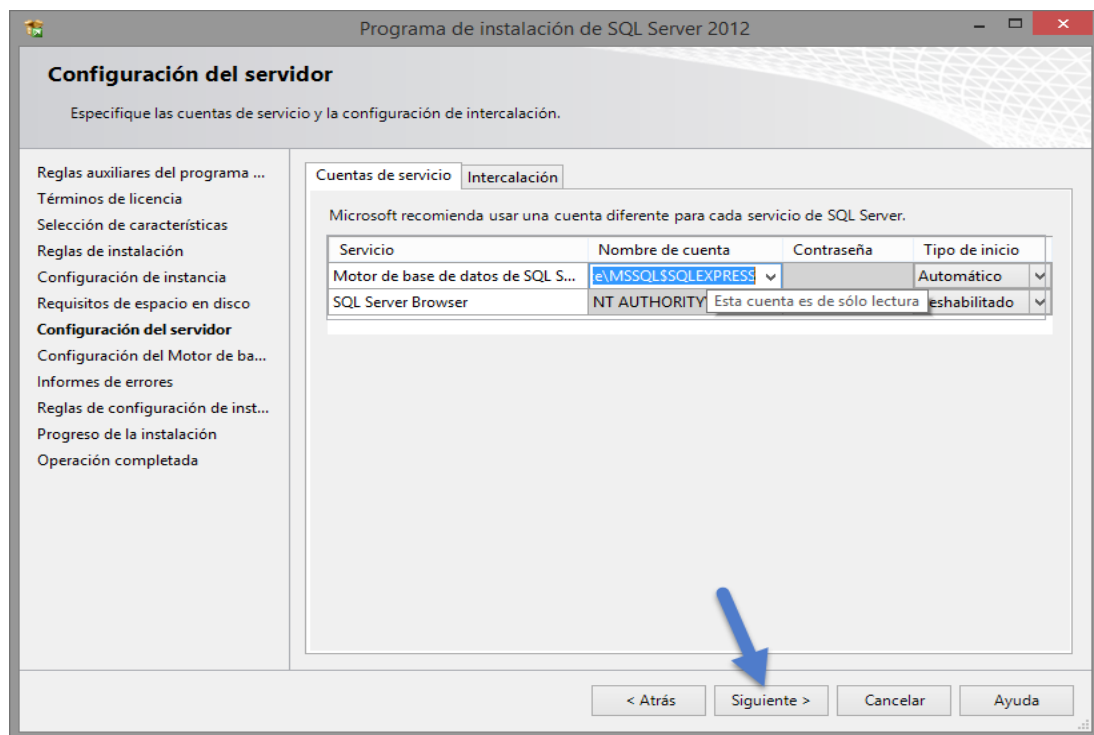 Programa de instalación de SQL Server 2012
Configuración del servidor
Especifique las cuentas de servicio y la configuración de intercalación.
Reglas auxiliares del programa ...
Términos de licencia
Selección de características
Reglas de instalación
Configuración de instancia
Requisitos de espacio en disco
Configuración del servidor
Configuración del Motor de ba...
Informes de errores
Reglas de configuración de inst...
Progreso de la instalación
Operación completada
Cuentas de servicio Intercalación
Microsoft recomienda usar una cuenta diferente para cada servicio de SQL Server.
Servicio Nombre de cuenta Contraseña Tipo de inicio
Motor de base de datos de SQL S... e\MSSQL$SQLEXPRESS Automático
SQL Server Browser NT AUTHORITY Esta cuenta es de sólo lectura eshabilitado
< Atrás Siguiente > Cancelar Ayuda